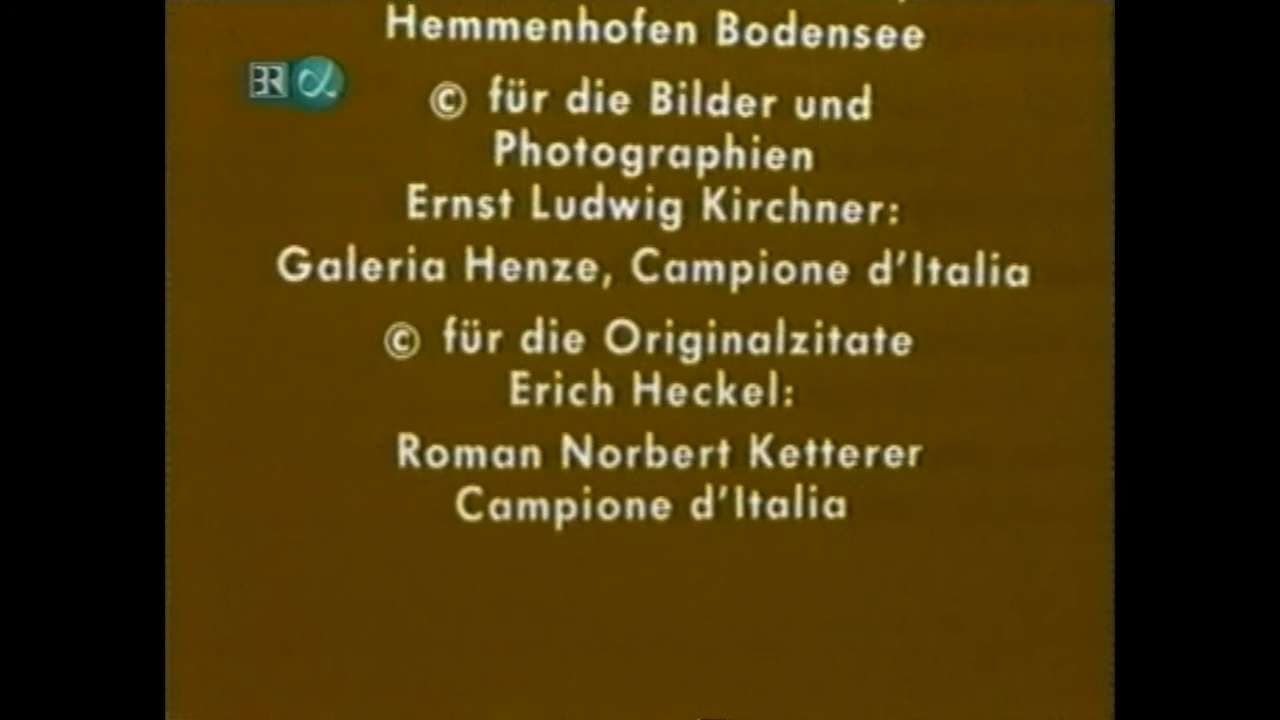 Hemmenhofen Bodensee
BR α
© für die Bilder und
Photographien
Ernst Ludwig Kirchner:
Galeria Henze, Campione d'Italia
© für die Originalzitate
Erich Heckel:
Roman Norbert Ketterer
Campione d'Italia